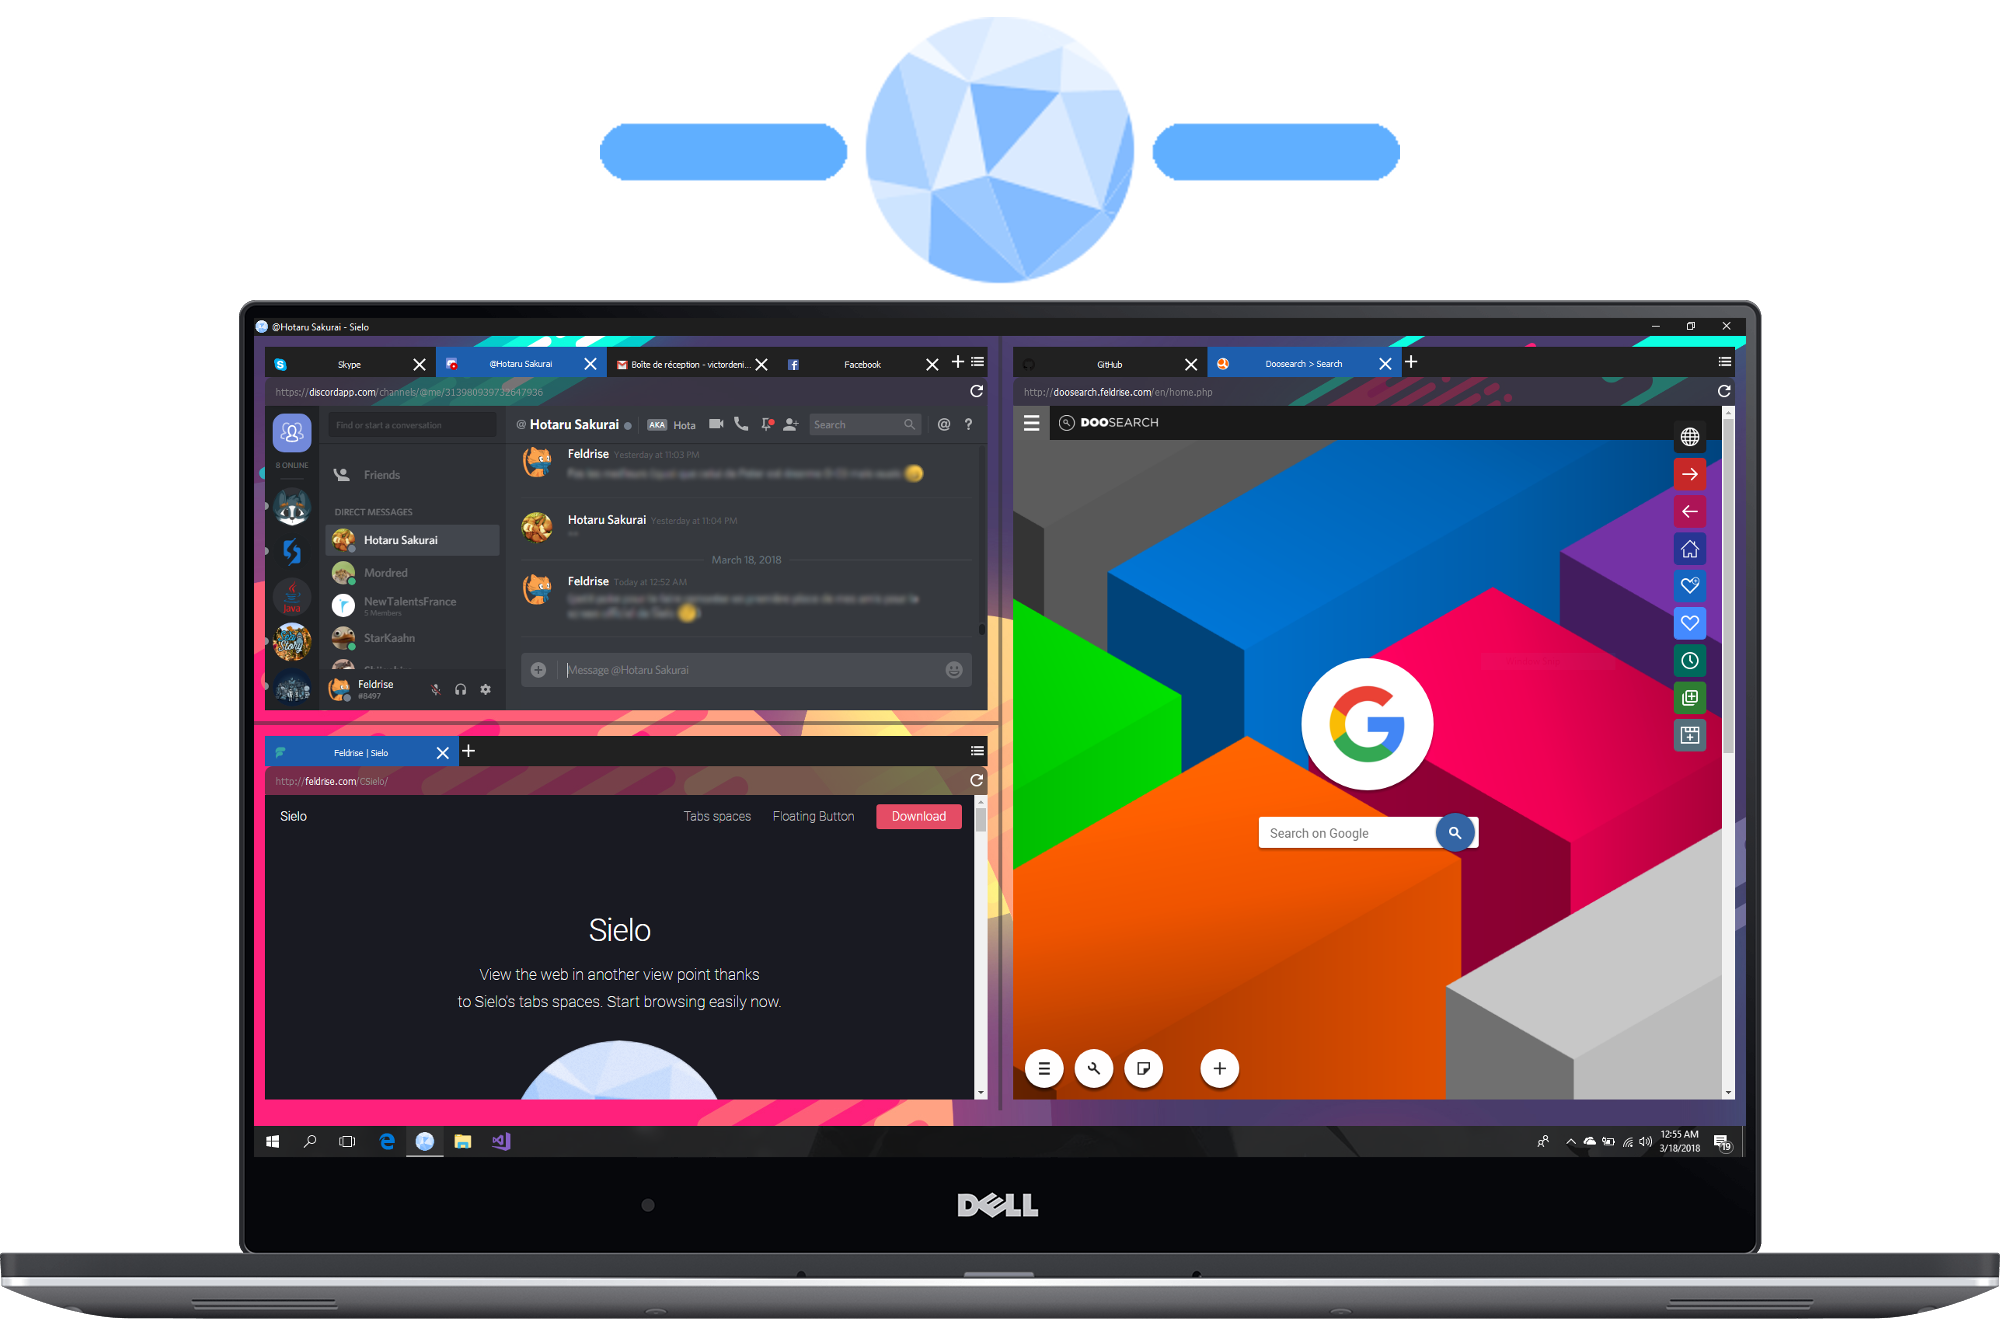 @Hotaru Sakurai - Sielo
Skype
@Hotaru Sakurai
Boîte de réception - victordeni...
Facebook
https://discordapp.com/channels/@me/313980939732647936
Find or start a conversation
@ Hotaru Sakurai
AKA Hota
Search
@ ?
8 ONLINE
Friends
DIRECT MESSAGES
Hotaru Sakurai
Mordred
NewTalentsFrance
5 Members
StarKaahn
Java
Story
Feldrise
#8497
Feldrise Yesterday at 11:03 PM
Hotaru Sakurai Yesterday at 11:04 PM
March 18, 2018
Feldrise Today at 12:52 AM
Message @Hotaru Sakurai
Feldrise | Sielo
http://feldrise.com/CSielo/
Sielo
Tabs spaces
Floating Button
Download
Sielo
View the web in another view point thanks
to Sielo's tabs spaces. Start browsing easily now.
GitHub
Doosearch > Search
http://doosearch.feldrise.com/en/home.php
DOOSEARCH
Search on Google
12:55 AM
3/18/2018
19
DELL